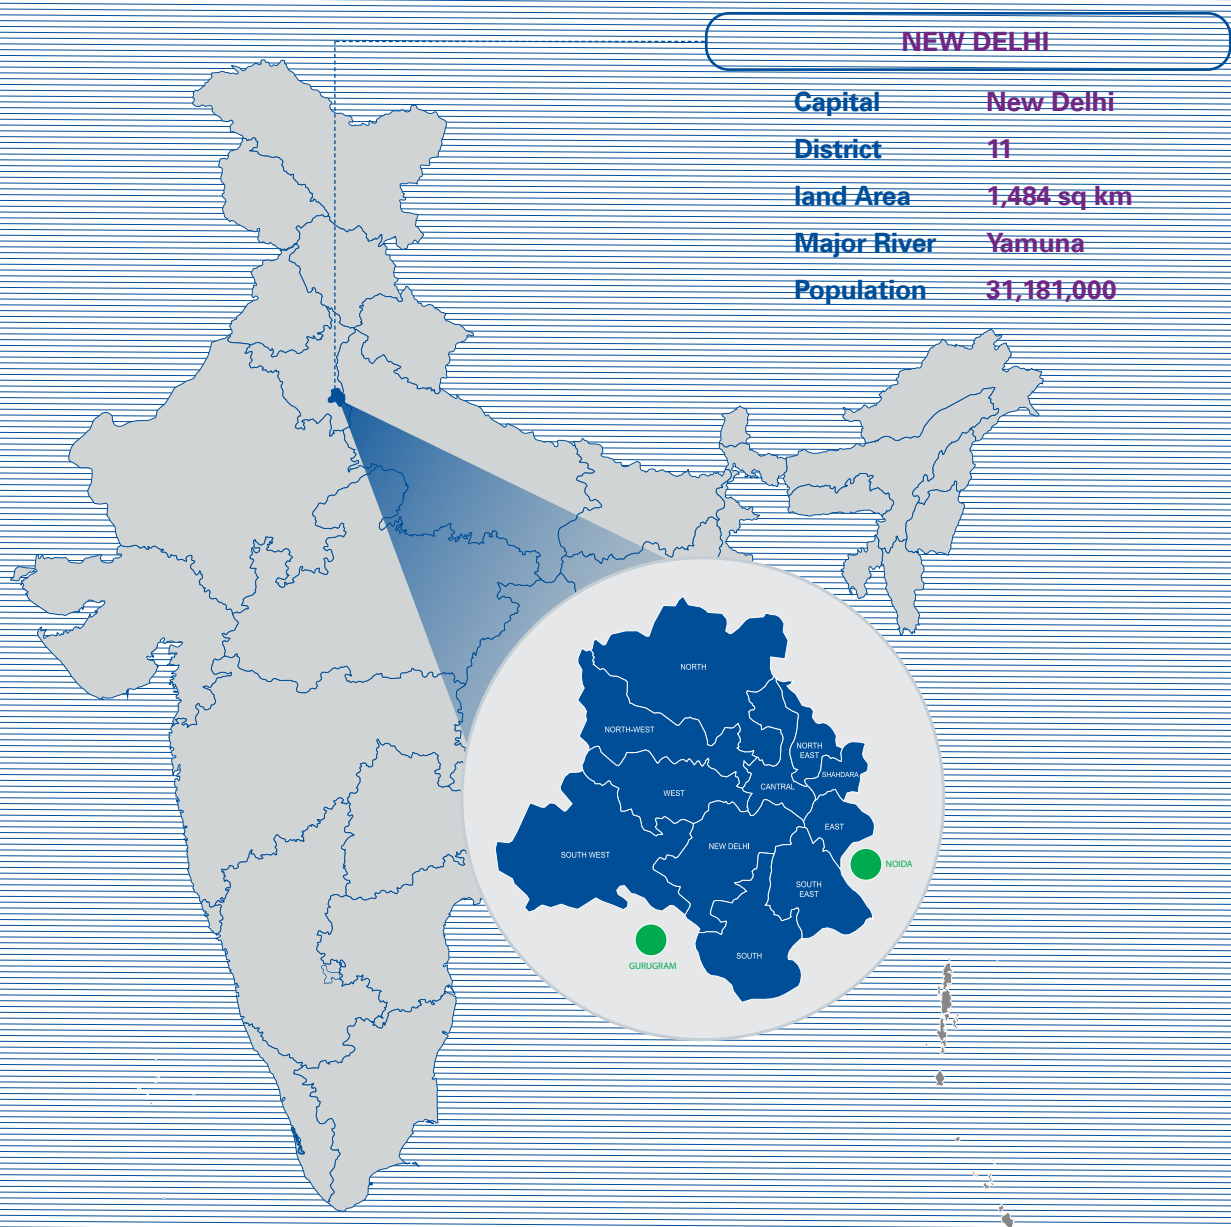 NEW DELHI
Capital New Delhi
District 11
land Area 1,484 sq km
Major River Yamuna
Population 31,181,000
NORTH
NORTH-WEST
NORTH
EAST
SHAHDARA
CANTRAL
WEST
EAST
NEW DELHI
SOUTH WEST
NOIDA
SOUTH
EAST
SOUTH
GURUGRAM